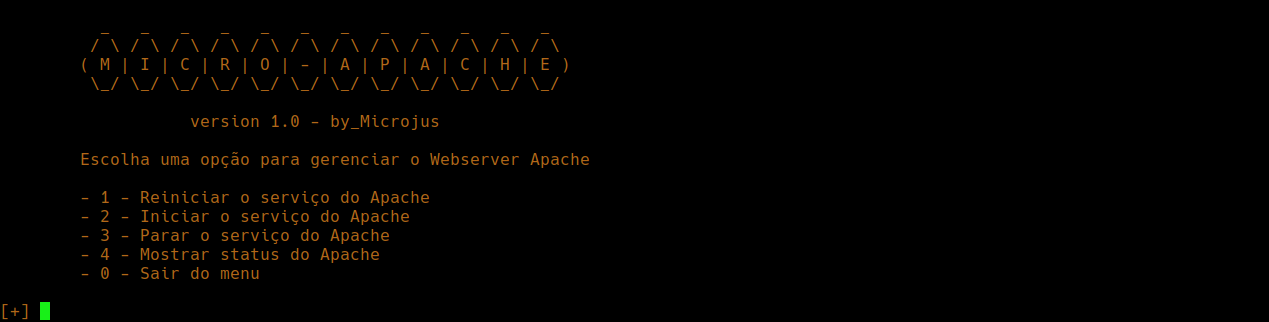 ( M | I | C | R | O | - | A | P | A | C | H | E )
version 1.0 - by_Microjus
Escolha uma opção para gerenciar o Webserver Apache
- 1 - Reiniciar o serviço do Apache
- 2 - Iniciar o serviço do Apache
- 3 - Parar o serviço do Apache
- 4 - Mostrar status do Apache
- 0 - Sair do menu
[+]